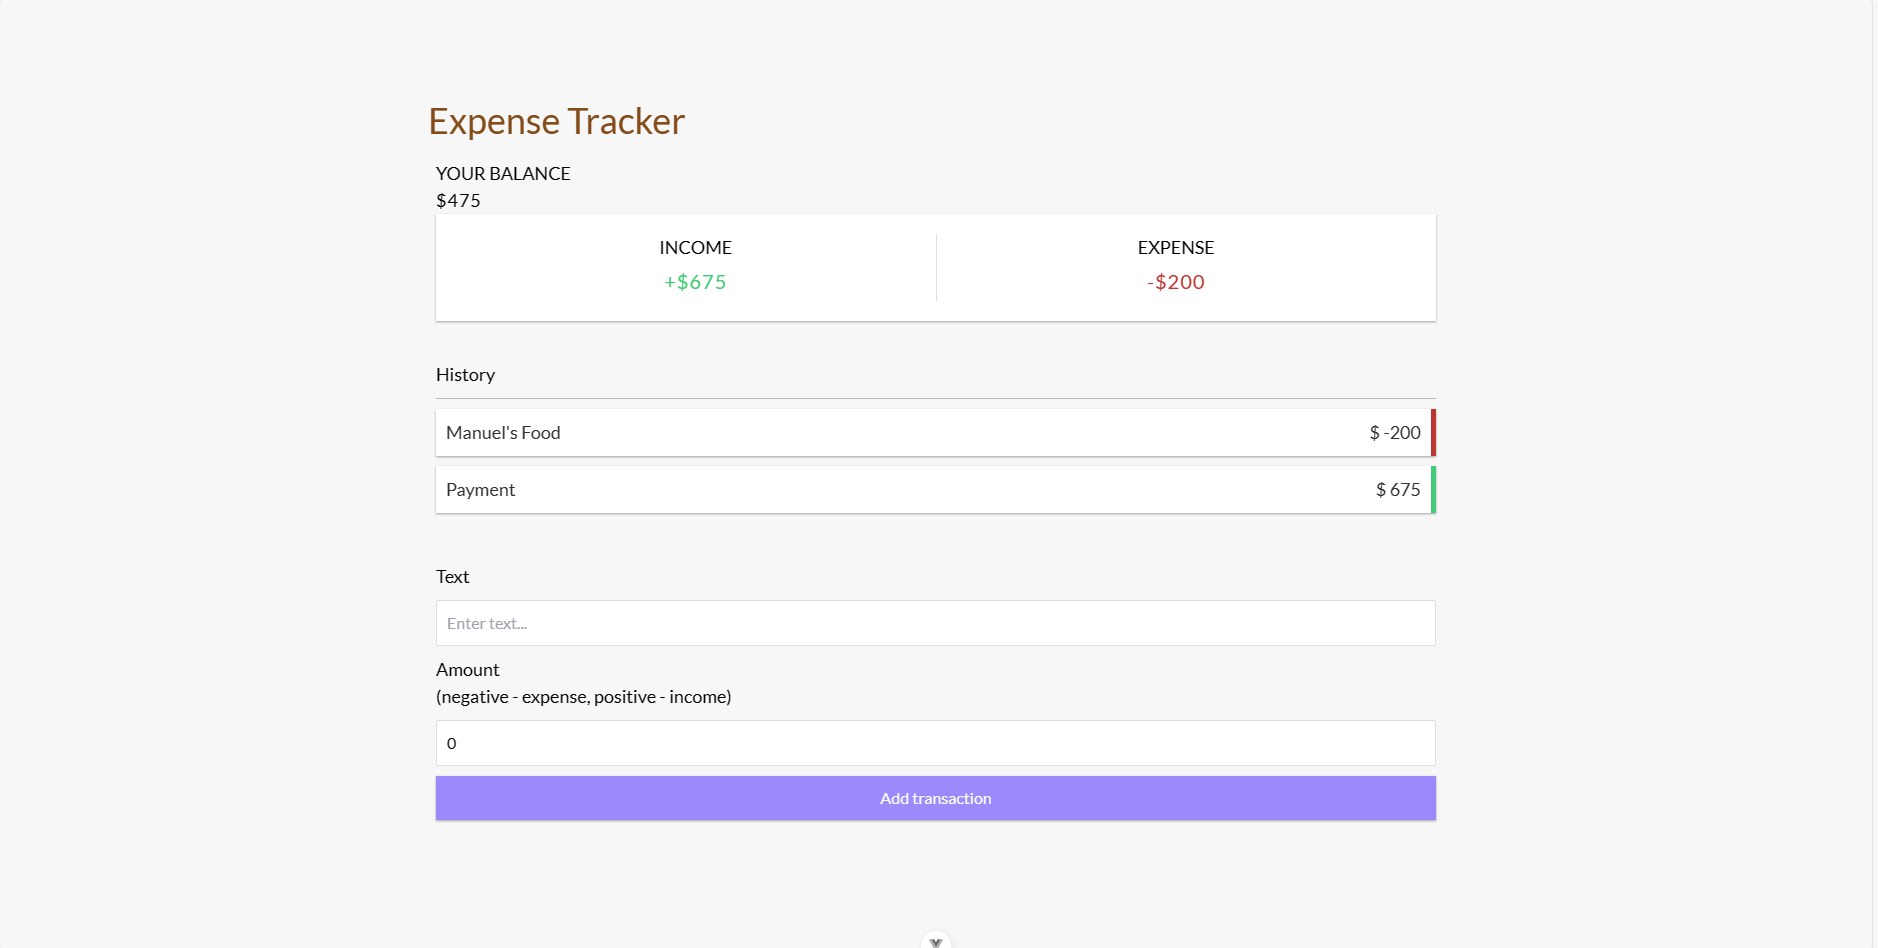 Expense Tracker
YOUR BALANCE
$475
INCOME
EXPENSE
+$675
-$200
History
Manuel's Food
$ -200
Payment
$ 675
Text
Enter text...
Amount
(negative - expense, positive - income)
0
Add transaction